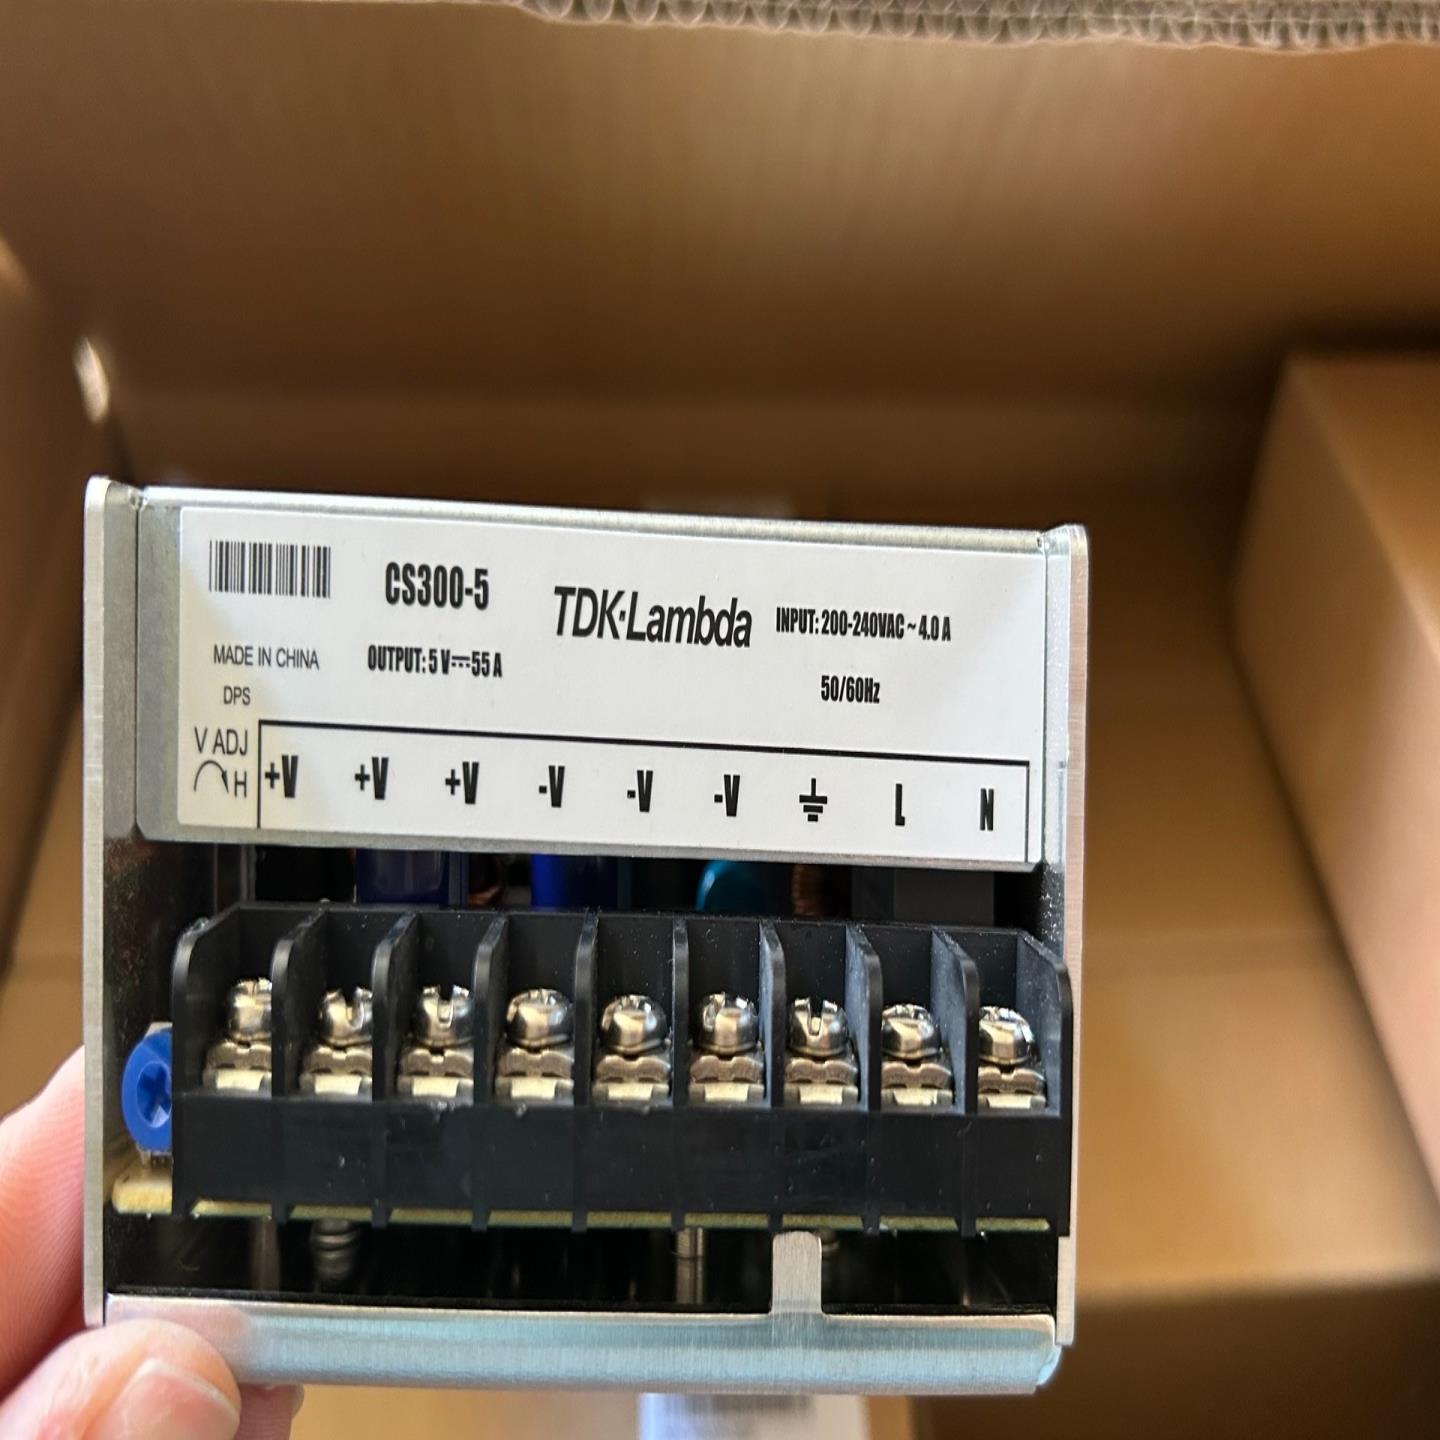 CS300-5
TDK·Lambda
INPUT: 200-240VAC ~ 4.0 A
MADE IN CHINA
OUTPUT: 5 V⎓55 A
50/60Hz
DPS
V ADJ
H
+V +V +V -V -V -V ⏚ L N